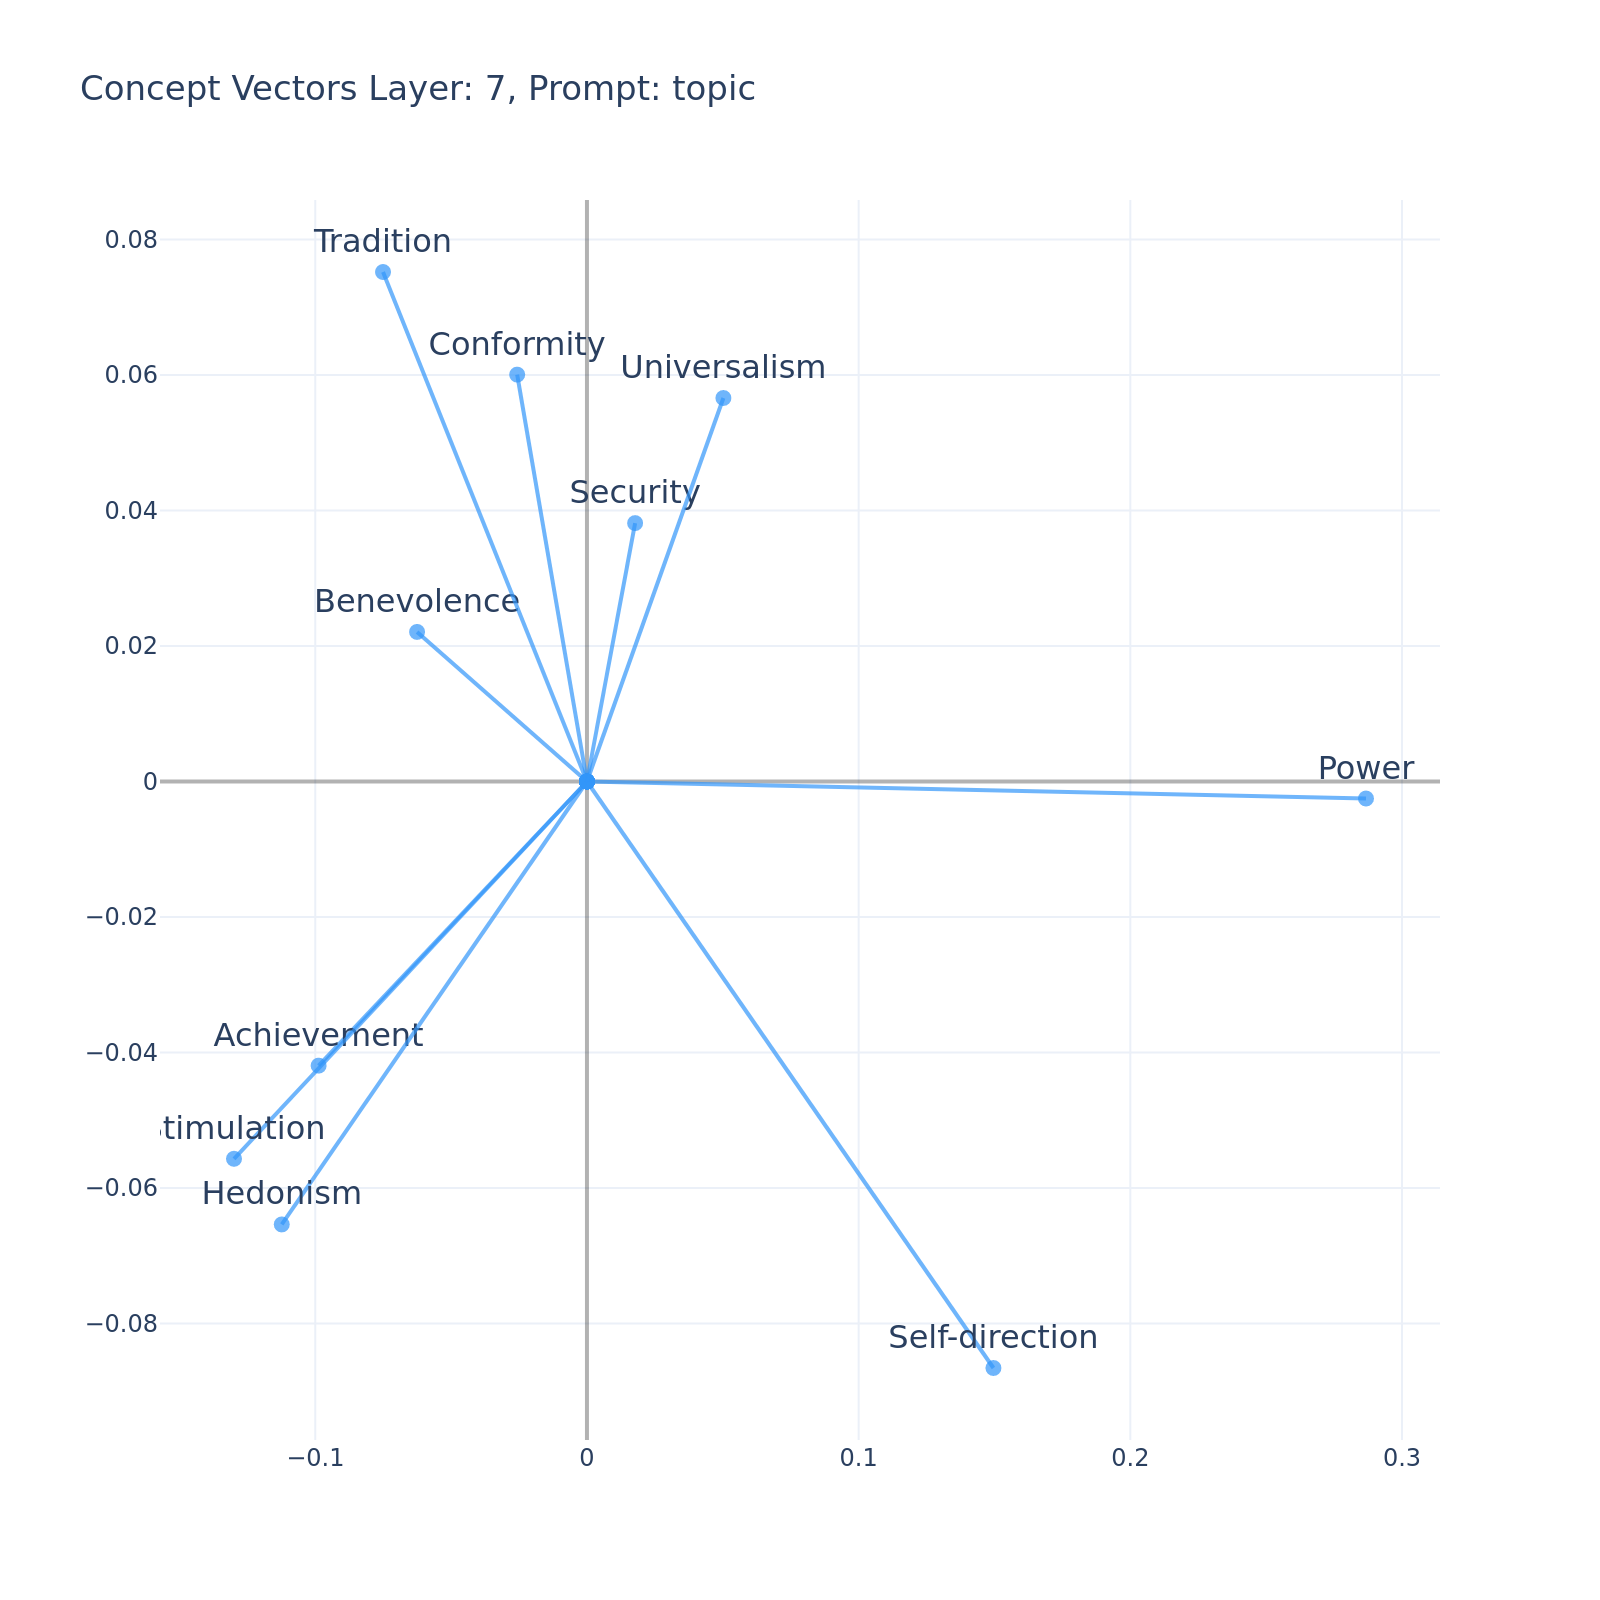 Concept Vectors Layer: 7, Prompt: topic
0.08
Tradition
Conformity
Universalism
0.06
Security
0.04
Benevolence
0.02
Power
0
−0.02
Achievement
−0.04
timulation
−0.06
Hedonism
−0.08
Self-direction
−0.1
0
0.1
0.2
0.3